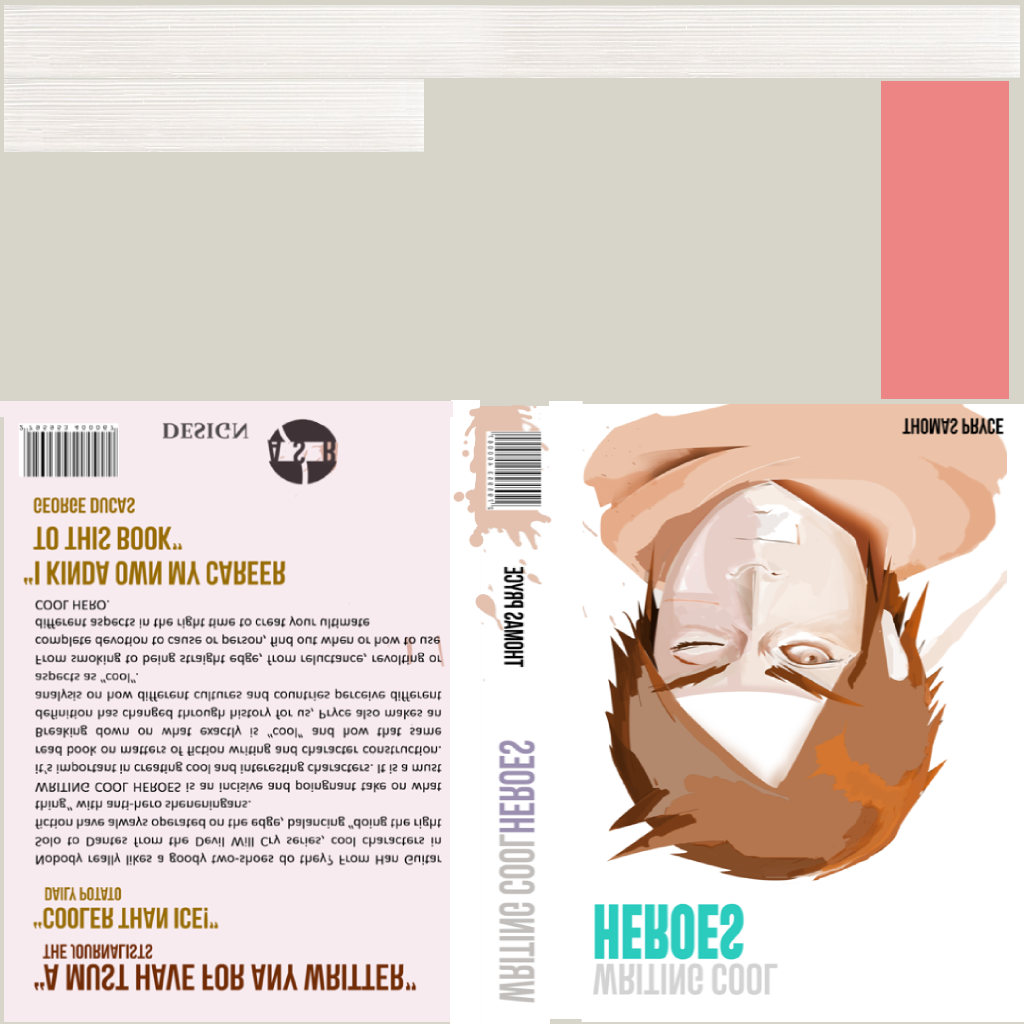 “A MUST HAVE FOR ANY WRITTER”
THE JOURNALISTS
“COOLER THAN ICE!”
DAILY POTATO
Nobody really likes a goody two-shoes do they? From Han Guitar
Solo to Dantes from the Devil Will Cry series, cool characters in
fiction have always operated on the edge, balancing “doing the right
thing” with anti-hero sheneningans.
WRITING COOL HEROES is an incisive and poingnant take on what
it’s important in creating cool and interesting characters. It is a must
read book on matters of fiction writing and character construction.
Breaking down on what exactly is “cool” and how that same
definition has changed through history for us, Pryce also makes an
analysis on how different cultures and countries perceive different
aspects as “cool”.
From smoking to being straight edge, from reluctance, revolting or
complete devotion to cause or person, find out when or how to use
different aspects in the right time to creat your ultimate
COOL HERO.
“I KINDA OWN MY CAREER
TO THIS BOOK”
GEORGE DUCAS
DESIGN
A S R
WRITING COOLHEROES
THOMAS PRYCE
WRITING COOL
HEROES
THOMAS PRYCE